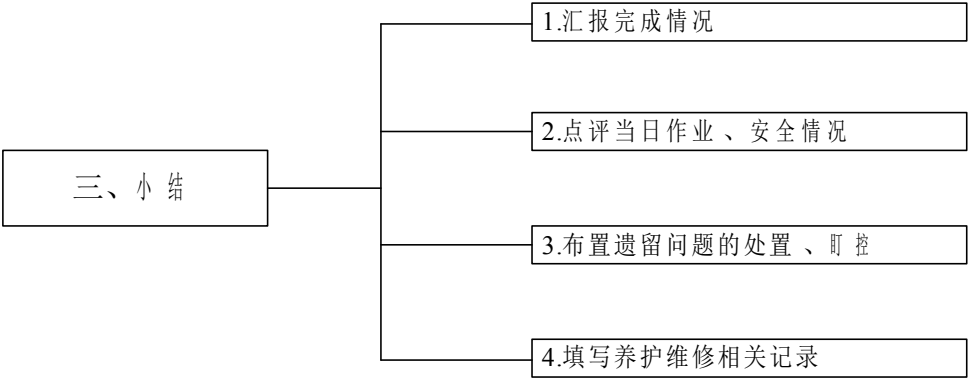 三、小结
1.汇报完成情况
2.点评当日作业、安全情况
3.布置遗留问题的处置、盯控
4.填写养护维修相关记录